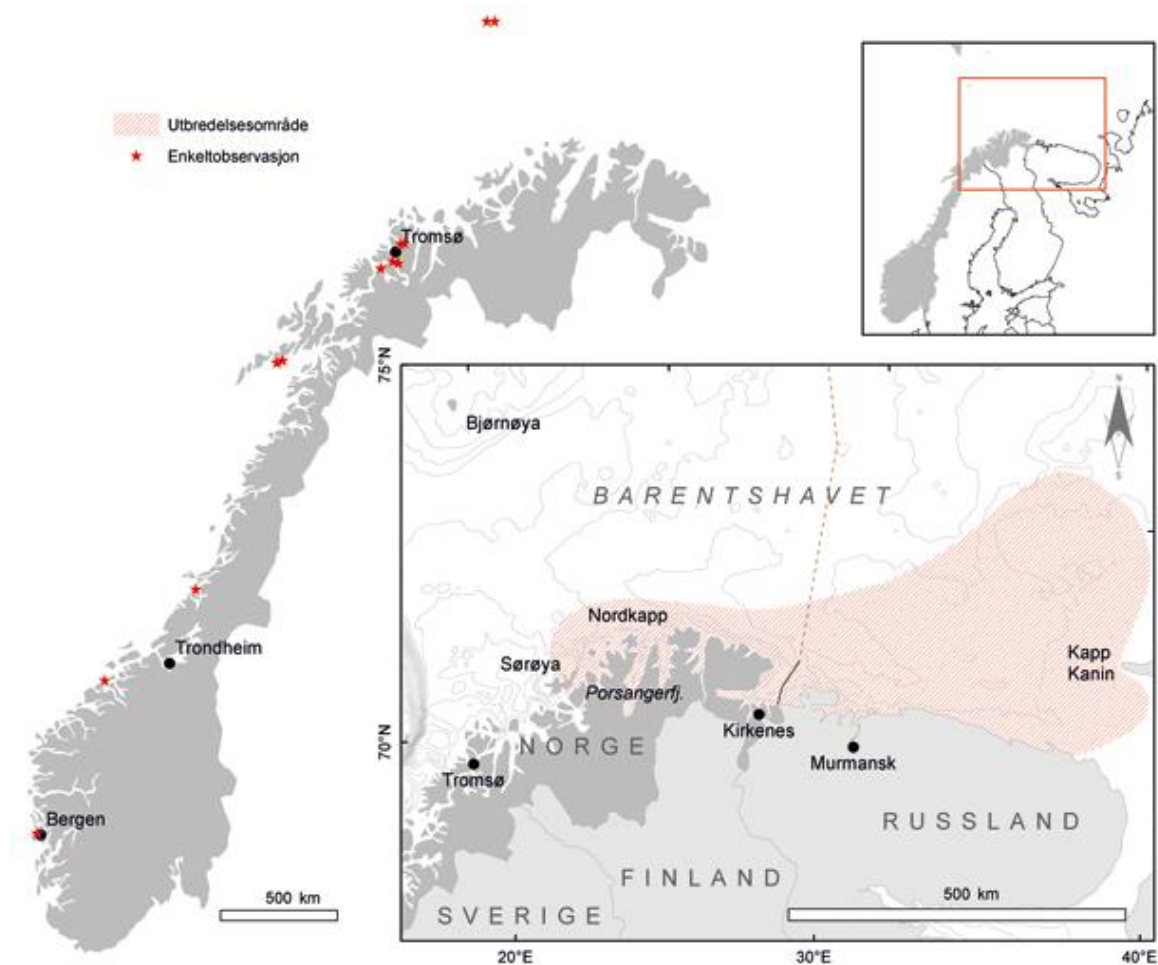 Utbredelsesområde
Enkeltobservasjon
Tromsø
Trondheim
Bergen
500 km
75°N
70°N
N
S
Bjørnøya
BARENTSHAVET
Nordkapp
Sørøya
Porsangerfj.
Kapp
Kanin
Kirkenes
NORGE
Murmansk
Tromsø
RUSSLAND
FINLAND
SVERIGE
500 km
20°E
30°E
40°E